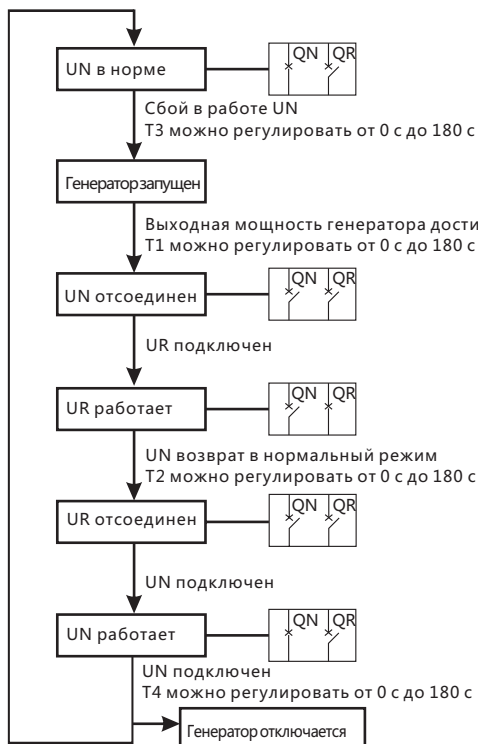 UN в норме
QN QR
Сбой в работе UN
T3 можно регулировать от 0 с до 180 с
Генератор запущен
Выходная мощность генератора дости
T1 можно регулировать от 0 с до 180 с
UN отсоединен
QN QR
UR подключен
UR работает
QN QR
UN возврат в нормальный режим
T2 можно регулировать от 0 с до 180 с
UR отсоединен
QN QR
UN подключен
UN работает
QN QR
UN подключен
T4 можно регулировать от 0 с до 180 с
Генератор отключается